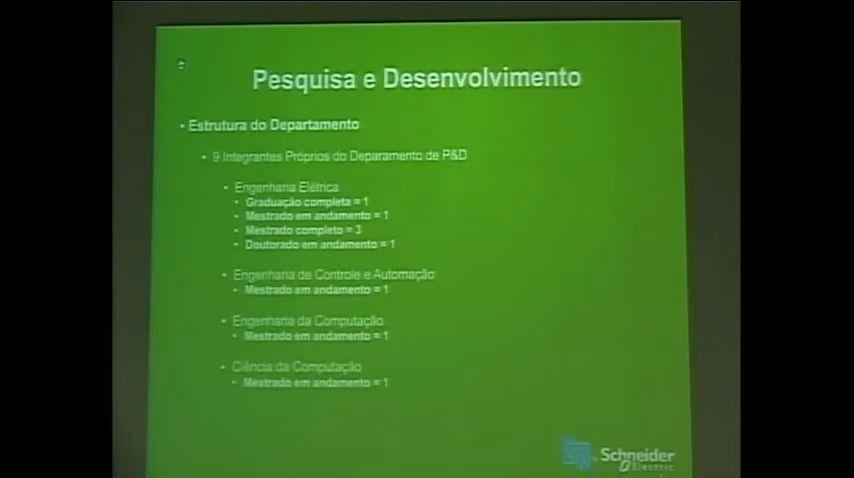 Pesquisa e Desenvolvimento
• Estrutura do Departamento
• 9 Integrantes Próprios do Deparamento de P&D
• Engenharia Elétrica
• Graduação completa = 1
• Mestrado em andamento = 1
• Mestrado completo = 3
• Doutorado em andamento = 1
• Engenharia de Controle e Automação
• Mestrado em andamento = 1
• Engenharia da Computação
• Mestrado em andamento = 1
• Ciência da Computação
• Mestrado em andamento = 1
Schneider
Electric